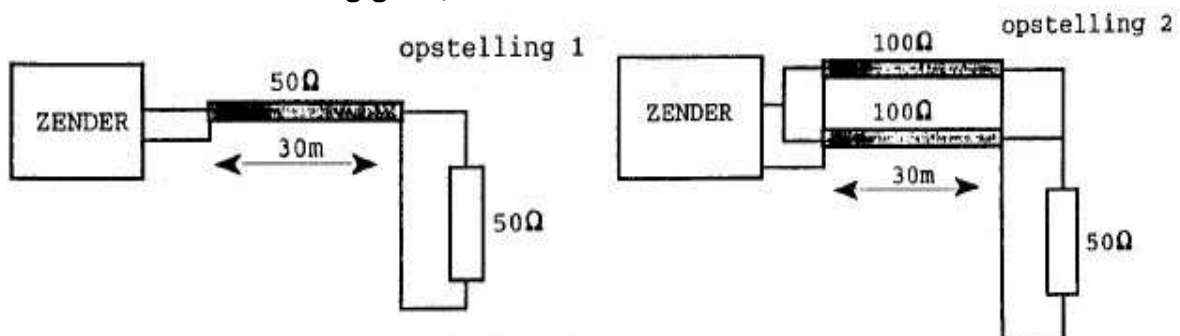 opstelling 1
50Ω
ZENDER
30m
50Ω
opstelling 2
100Ω
ZENDER
100Ω
30m
50Ω